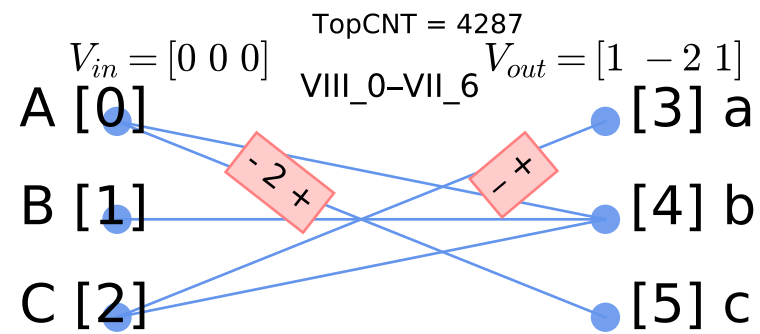 TopCNT = 4287
V_in = [0 0 0]
V_out = [1 − 2 1]
VIII_0–VII_6
A [0]
[3] a
- 2 +
– +
B [1]
[4] b
C [2]
[5] c